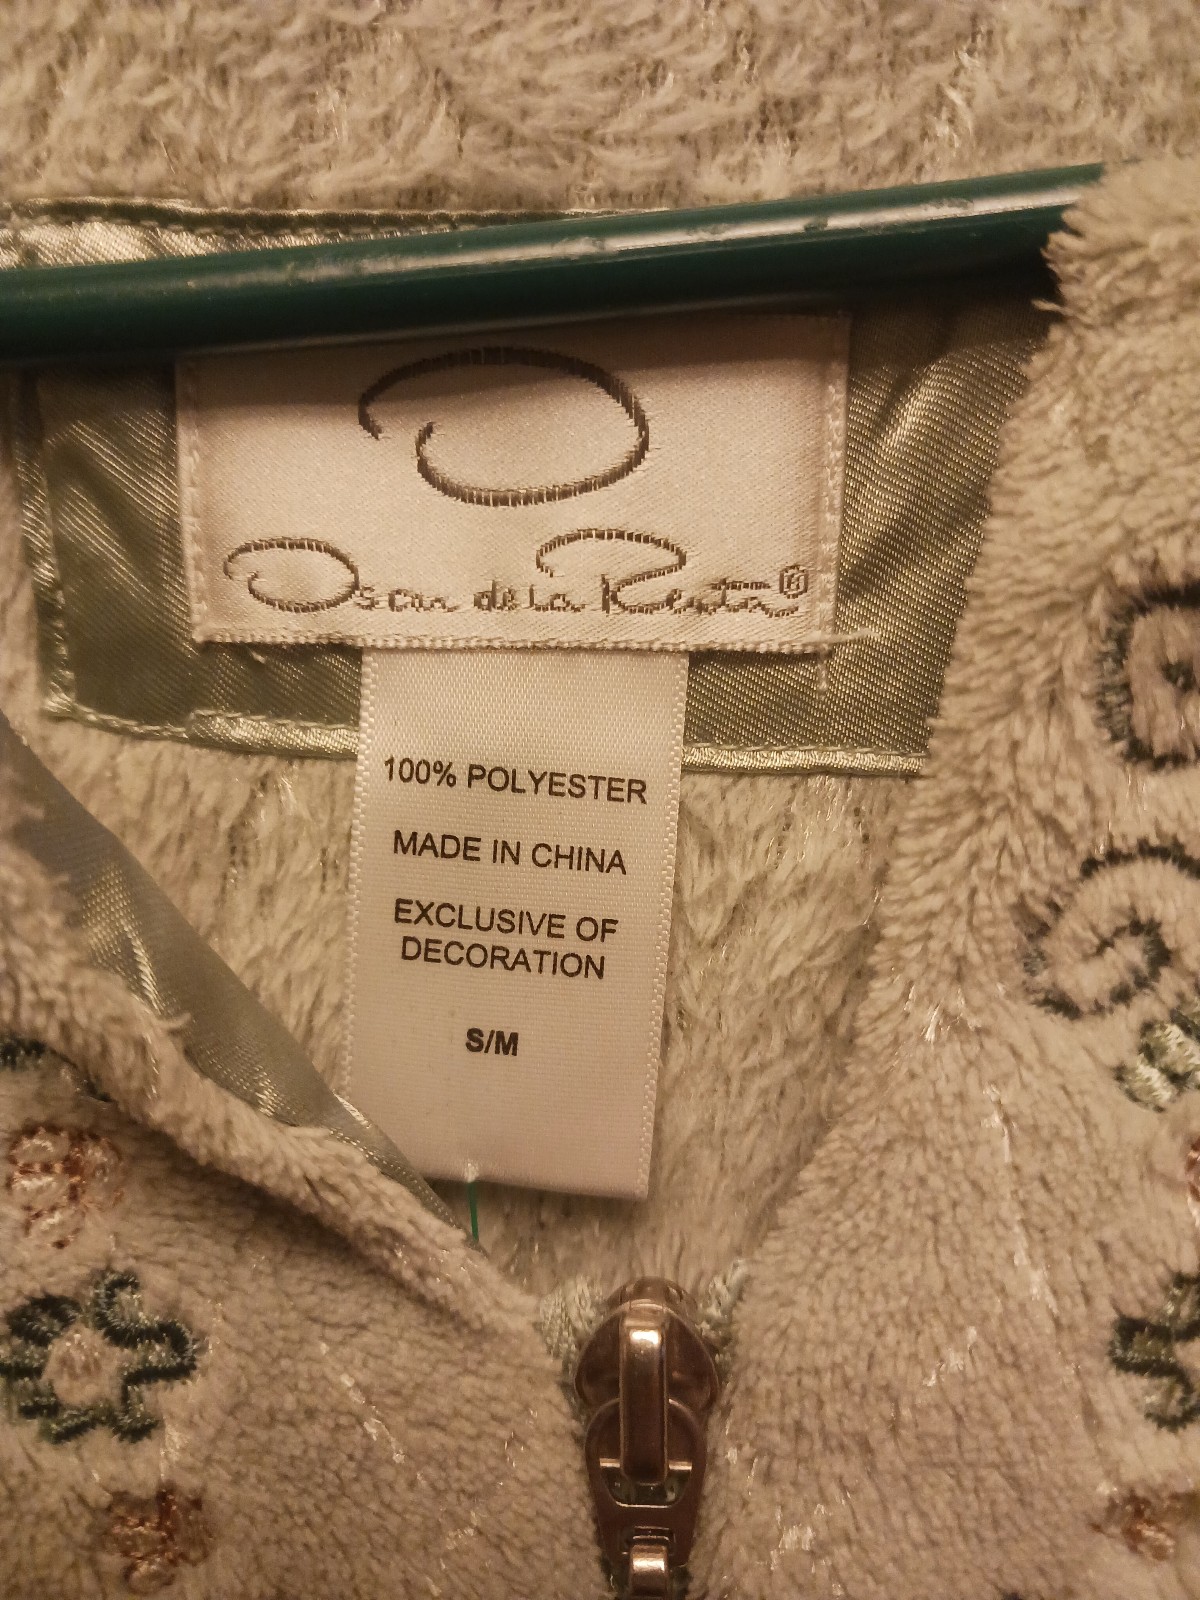 Oscar de la Renta®
100% POLYESTER
MADE IN CHINA
EXCLUSIVE OF
DECORATION
S/M